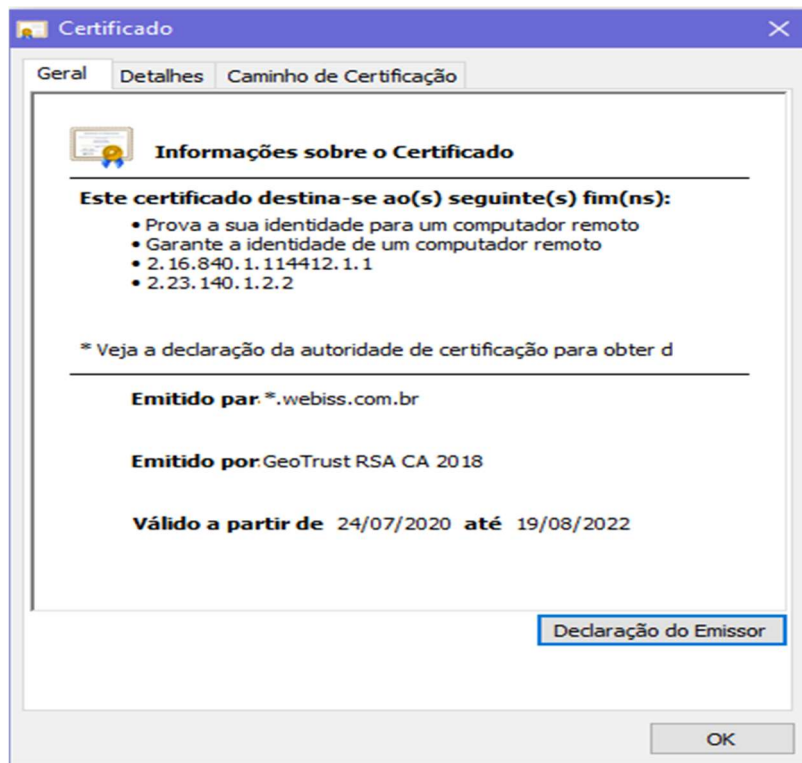 Certificado
Geral Detalhes Caminho de Certificação
Informações sobre o Certificado
Este certificado destina-se ao(s) seguinte(s) fim(ns):
• Prova a sua identidade para um computador remoto
• Garante a identidade de um computador remoto
• 2.16.840.1.114412.1.1
• 2.23.140.1.2.2
* Veja a declaração da autoridade de certificação para obter d
Emitido par *.webiss.com.br
Emitido por GeoTrust RSA CA 2018
Válido a partir de 24/07/2020 até 19/08/2022
Declaração do Emissor
OK